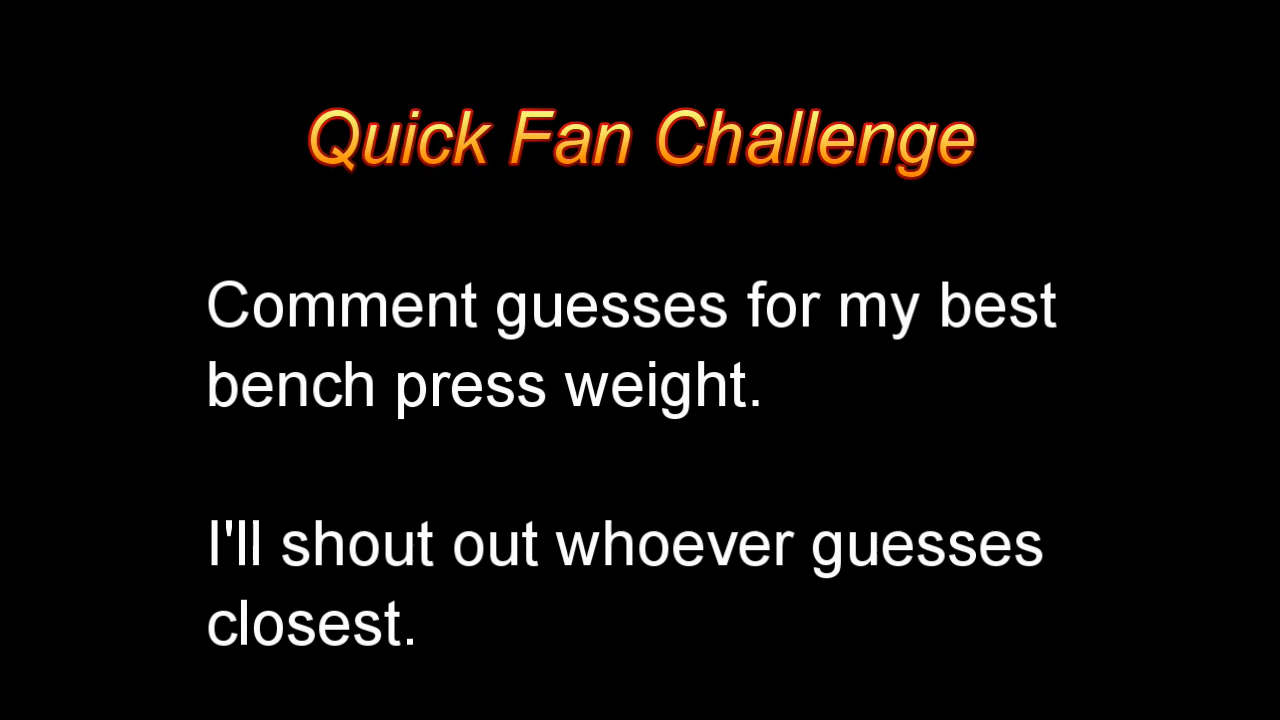 Quick Fan Challenge
Comment guesses for my best
bench press weight.
I'll shout out whoever guesses
closest.